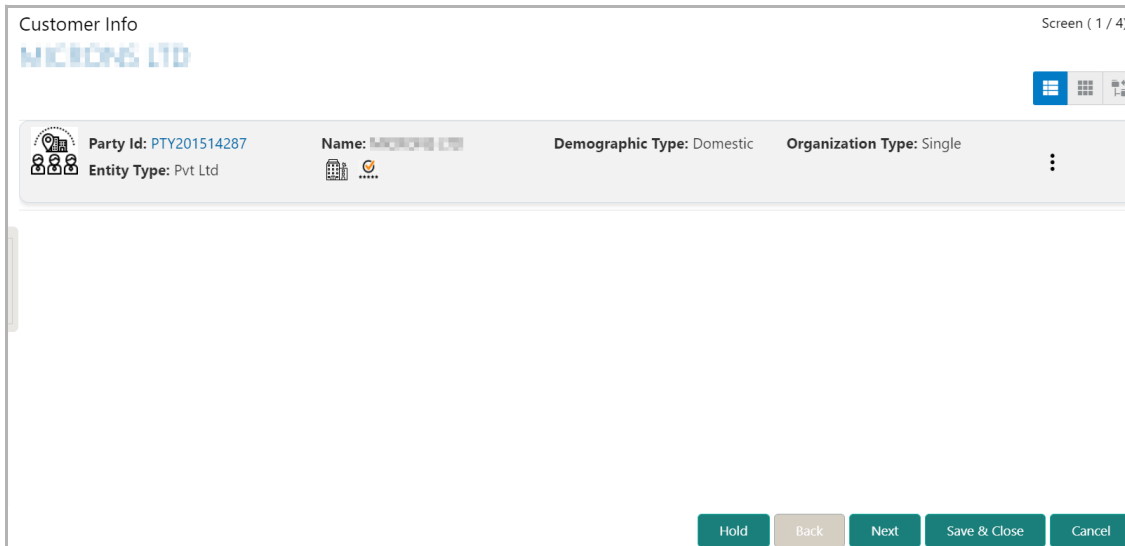 Customer Info
Screen ( 1 / 4)
Party Id: PTY201514287 Name: Demographic Type: Domestic Organization Type: Single
Entity Type: Pvt Ltd
Hold Back Next Save & Close Cancel